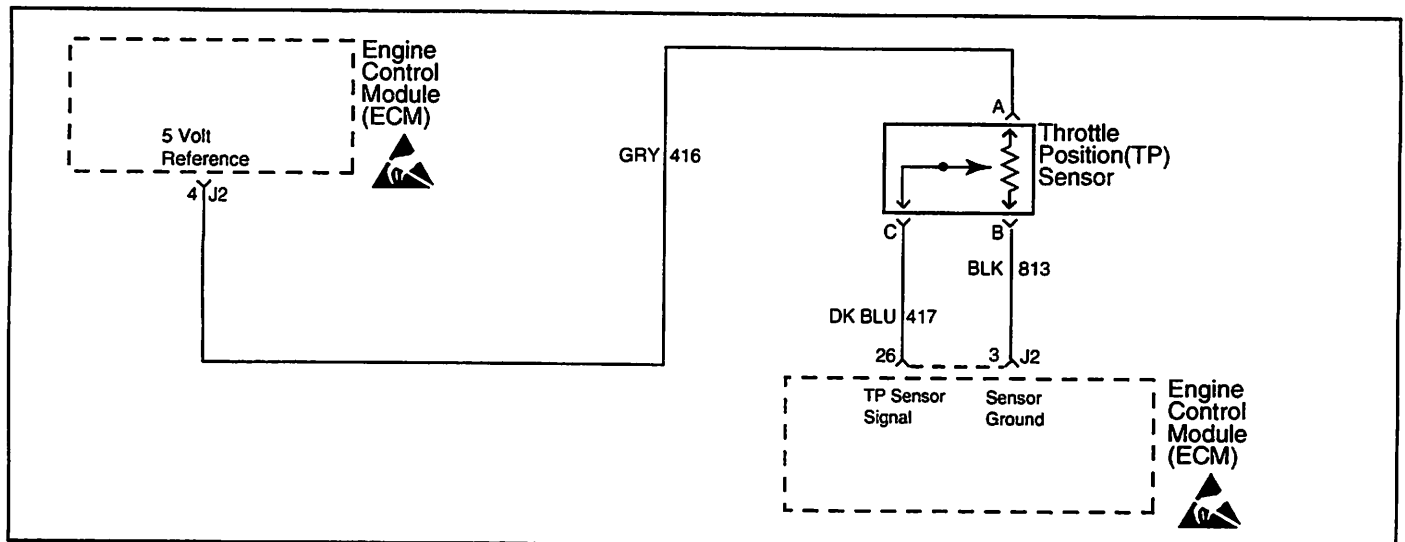 Engine
Control
Module
(ECM)
5 Volt
Reference
4 J2
GRY 416
A
Throttle
Position(TP)
Sensor
C B
BLK 813
DK BLU 417
26 3 J2
TP Sensor
Signal
Sensor
Ground
Engine
Control
Module
(ECM)